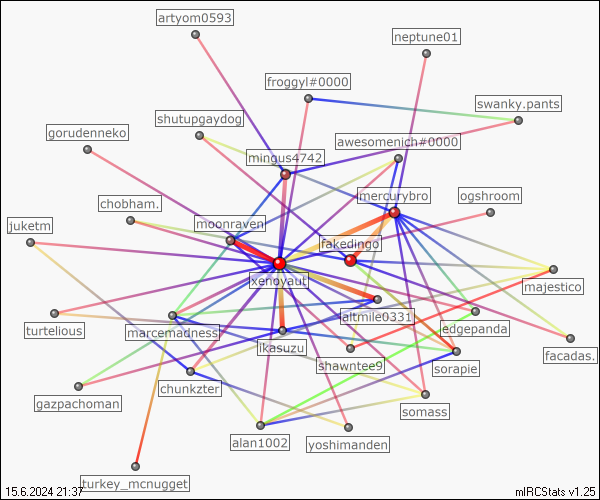 artyom0593
neptune01
froggyl#0000
swanky.pants
shutupgaydog
gorudenneko
awesomenich#0000
mingus4742
mercurybro
ogshroom
chobham.
moonraven
juketm
fakedingo
xenoyaut
majestico
altmile0331
edgepanda
turtelious
marcemadness
ikasuzu
shawntee9
sorapie
facadas.
chunkzter
gazpachoman
somass
alan1002
yoshimanden
turkey_mcnugget
15.6.2024 21:37
mIRCStats v1.25